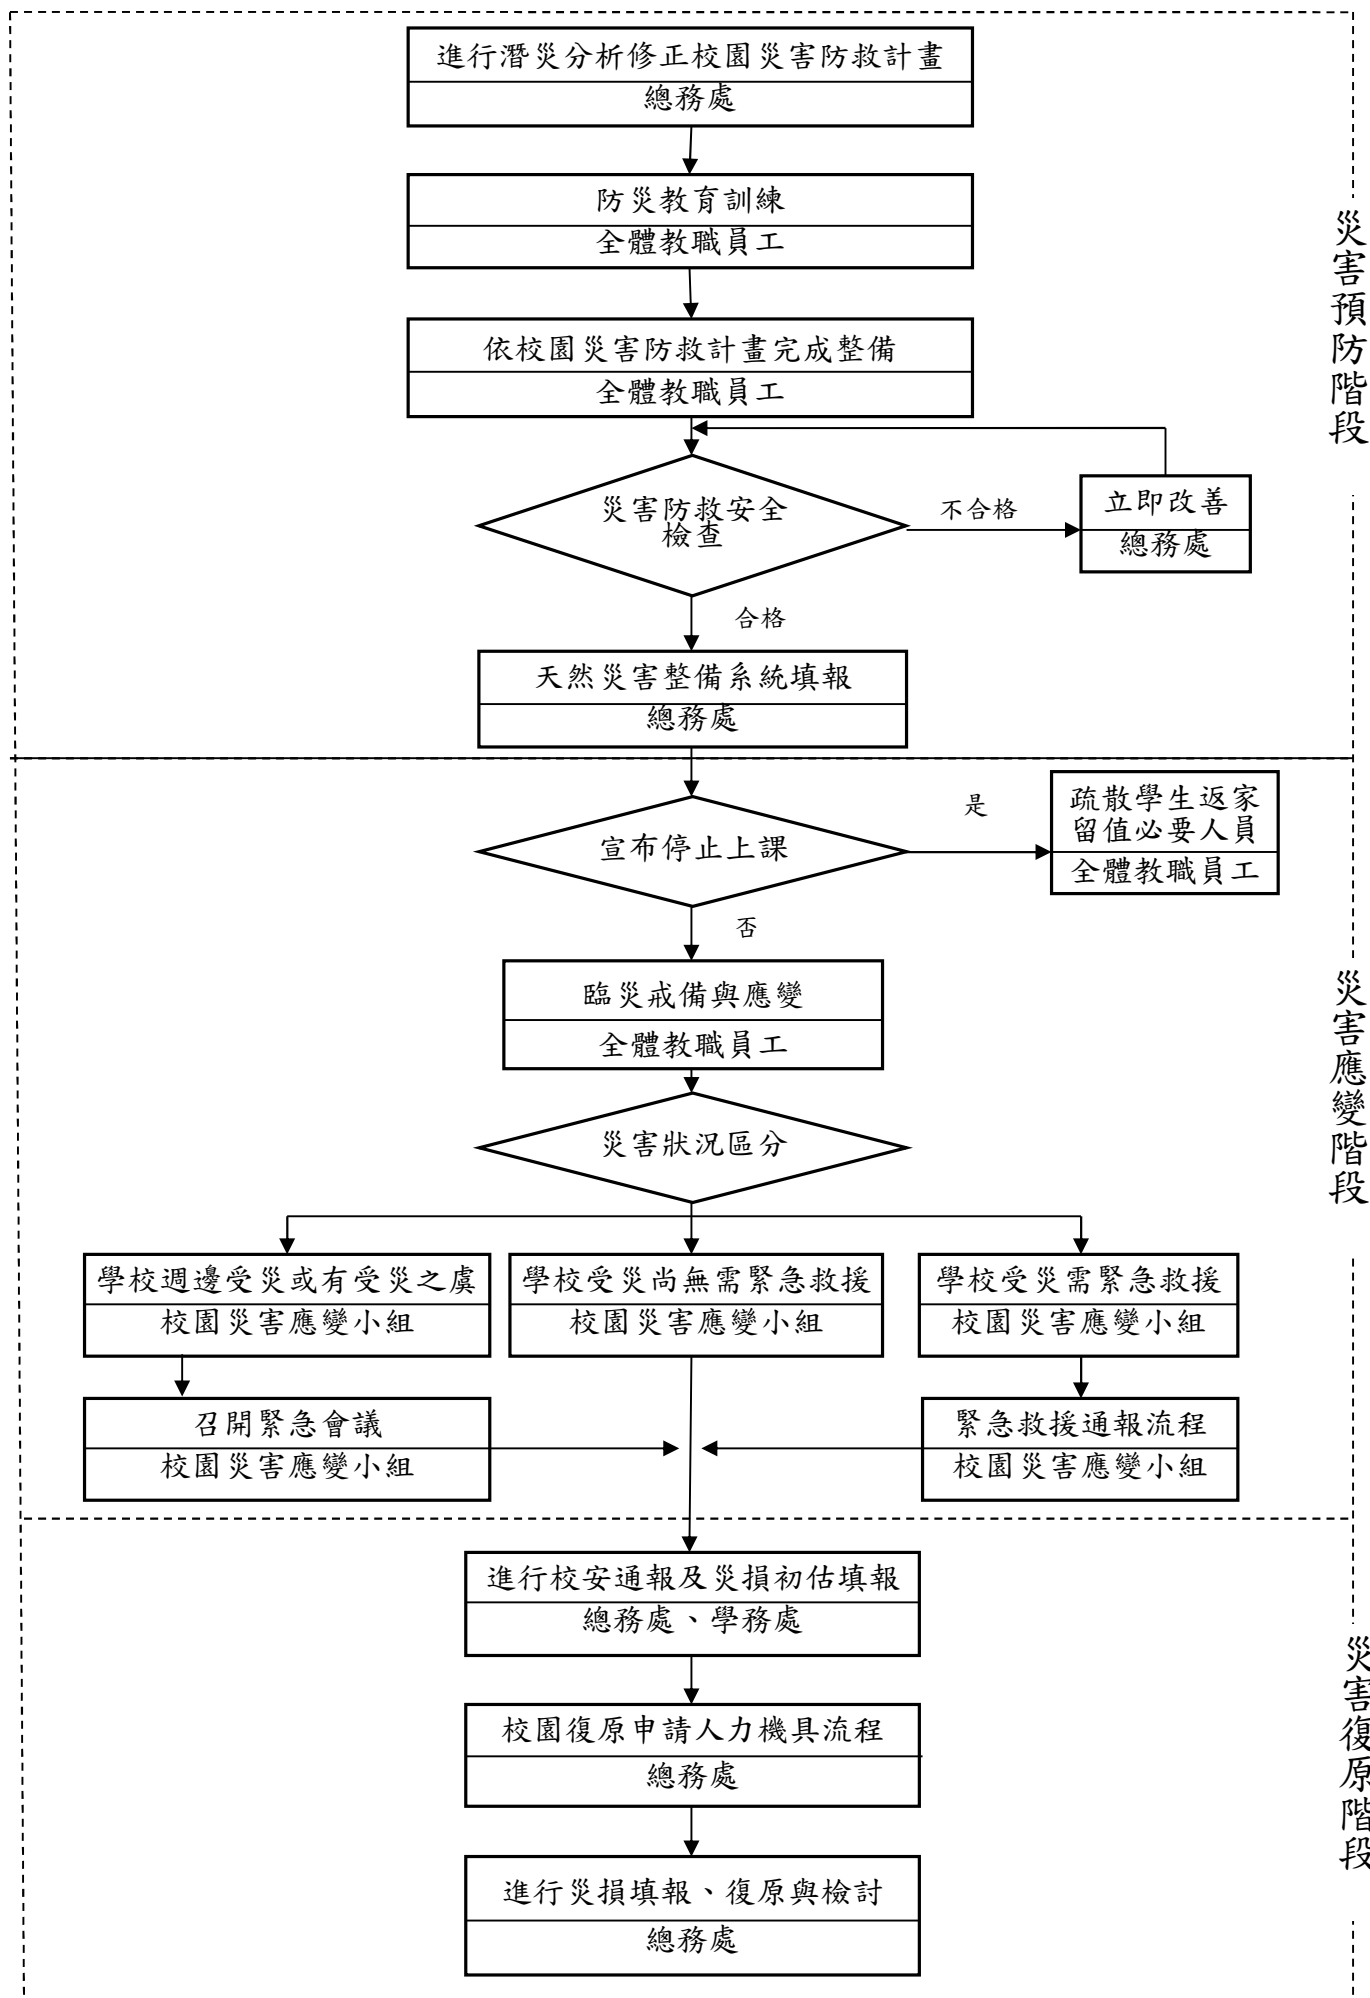 進行潛災分析修正校園災害防救計畫
總務處
防災教育訓練
全體教職員工
依校園災害防救計畫完成整備
全體教職員工
災害防救安全
檢查
不合格
立即改善
總務處
合格
天然災害整備系統填報
總務處
災害預防階段
宣布停止上課
是
疏散學生返家
留值必要人員
全體教職員工
否
臨災戒備與應變
全體教職員工
災害狀況區分
學校週邊受災或有受災之虞
校園災害應變小組
學校受災尚無需緊急救援
校園災害應變小組
學校受災需緊急救援
校園災害應變小組
召開緊急會議
校園災害應變小組
緊急救援通報流程
校園災害應變小組
災害應變階段
進行校安通報及災損初估填報
總務處、學務處
校園復原申請人力機具流程
總務處
進行災損填報、復原與檢討
總務處
災害復原階段